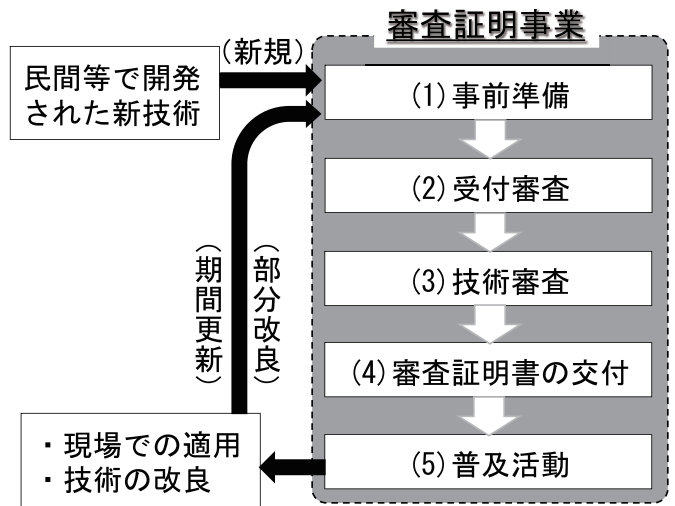 審査証明事業
民間等で開発
された新技術
(新規)
(1)事前準備
(2)受付審査
(3)技術審査
(4)審査証明書の交付
(5)普及活動
(期間更新)
(部分改良)
・現場での適用
・技術の改良